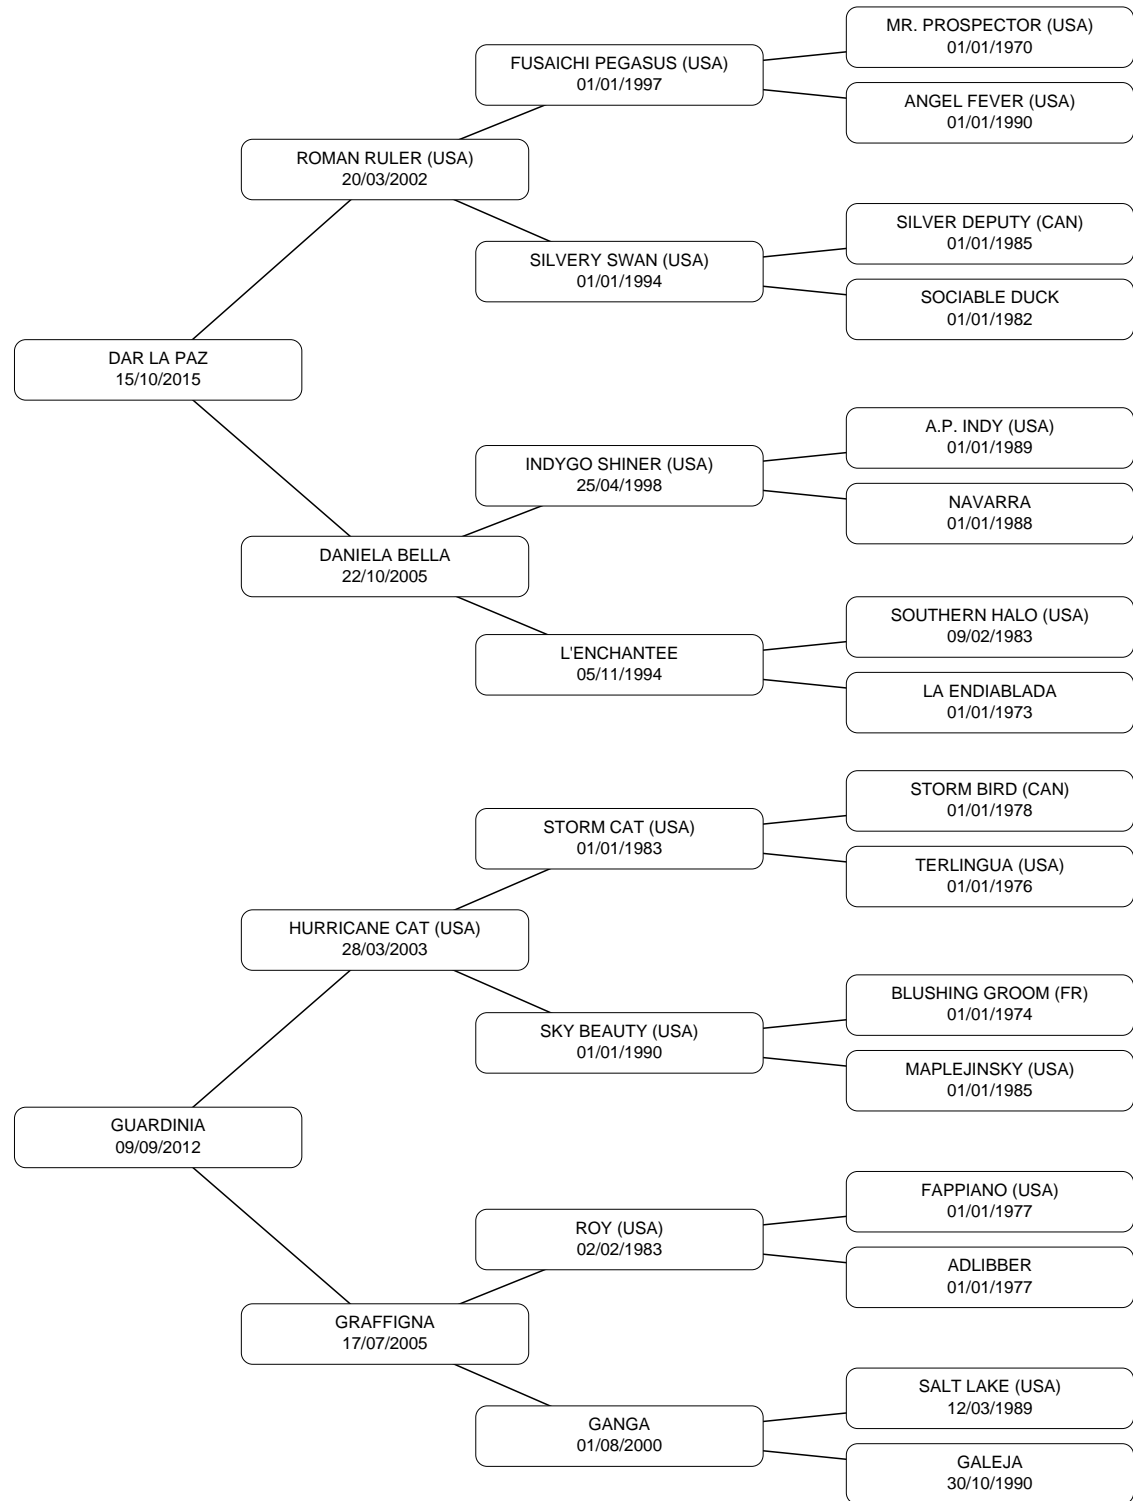 MR. PROSPECTOR (USA)
01/01/1970
FUSAICHI PEGASUS (USA)
01/01/1997
ANGEL FEVER (USA)
01/01/1990
ROMAN RULER (USA)
20/03/2002
SILVER DEPUTY (CAN)
01/01/1985
SILVERY SWAN (USA)
01/01/1994
SOCIABLE DUCK
01/01/1982
DAR LA PAZ
15/10/2015
A.P. INDY (USA)
01/01/1989
INDYGO SHINER (USA)
25/04/1998
NAVARRA
01/01/1988
DANIELA BELLA
22/10/2005
SOUTHERN HALO (USA)
09/02/1983
L'ENCHANTEE
05/11/1994
LA ENDIABLADA
01/01/1973
STORM BIRD (CAN)
01/01/1978
STORM CAT (USA)
01/01/1983
TERLINGUA (USA)
01/01/1976
HURRICANE CAT (USA)
28/03/2003
BLUSHING GROOM (FR)
01/01/1974
SKY BEAUTY (USA)
01/01/1990
MAPLEJINSKY (USA)
01/01/1985
GUARDINIA
09/09/2012
FAPPIANO (USA)
01/01/1977
ROY (USA)
02/02/1983
ADLIBBER
01/01/1977
GRAFFIGNA
17/07/2005
SALT LAKE (USA)
12/03/1989
GANGA
01/08/2000
GALEJA
30/10/1990